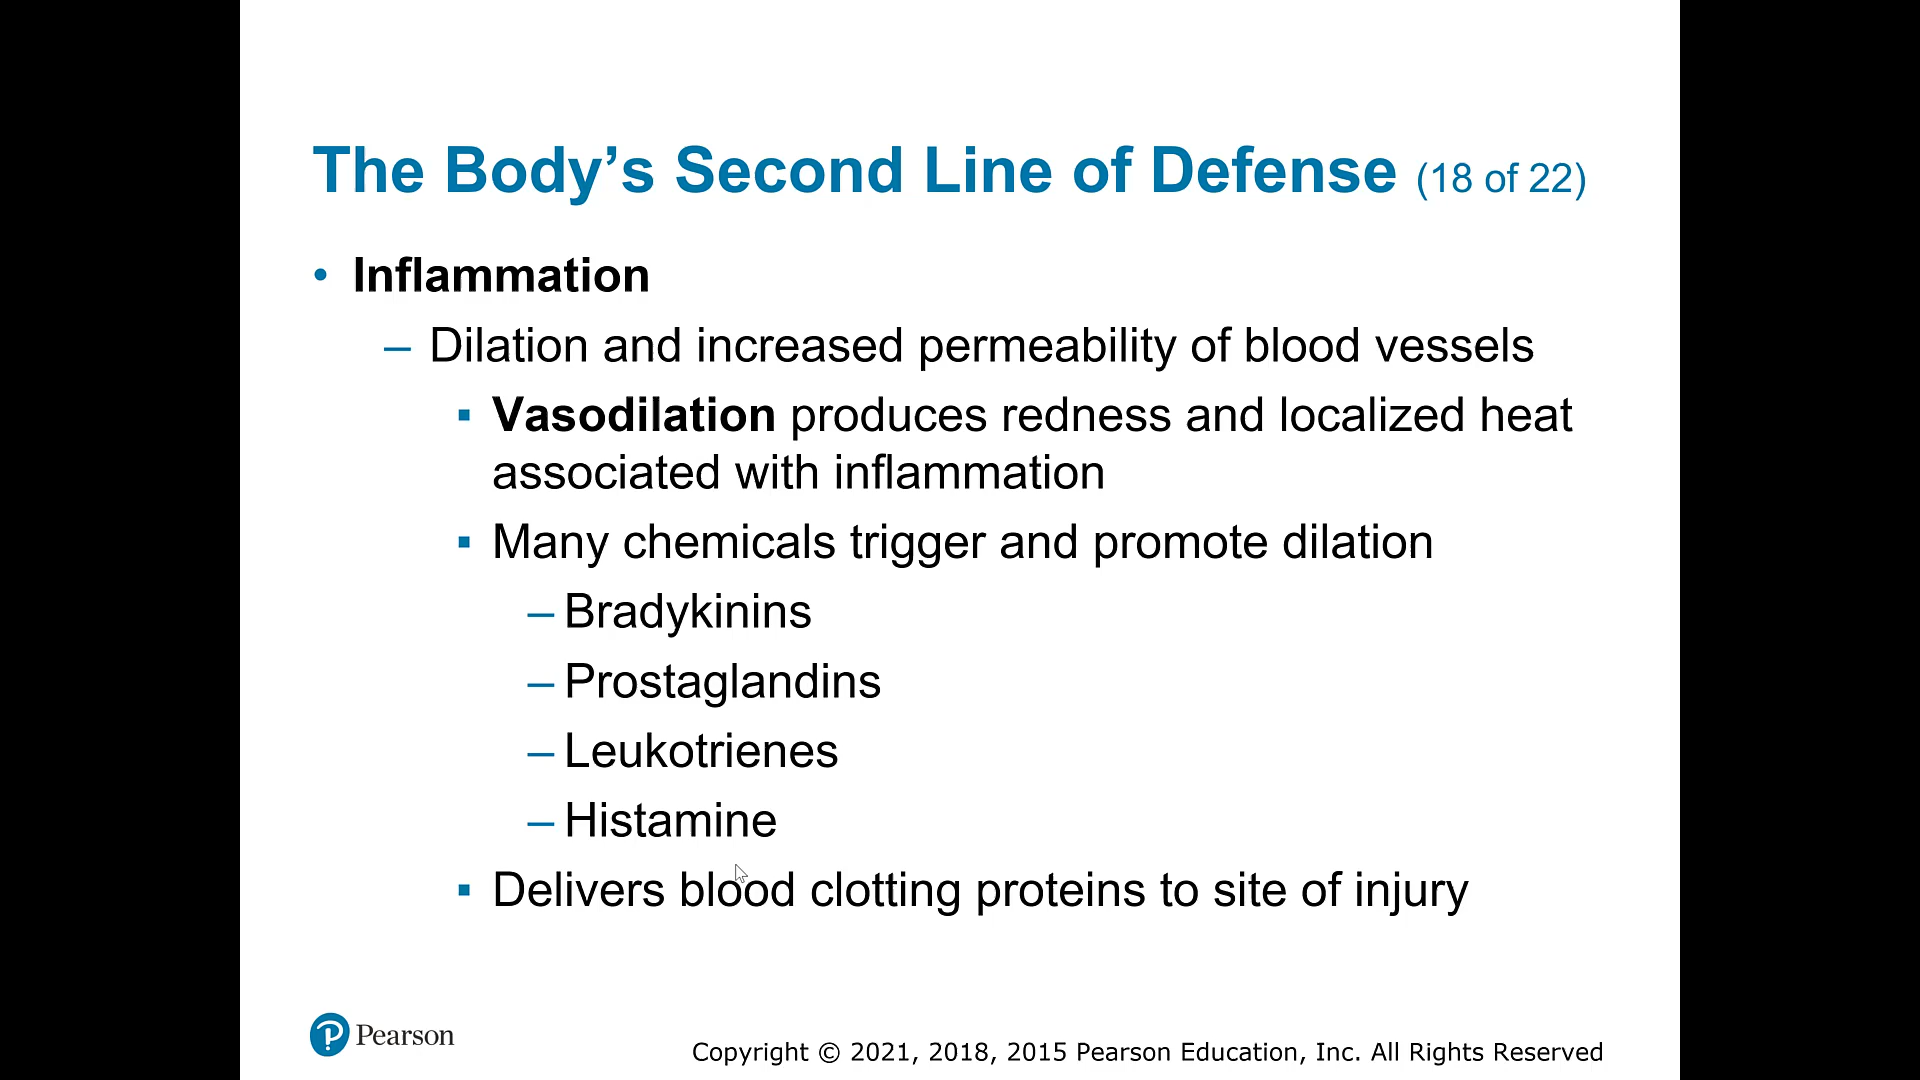 The Body’s Second Line of Defense (18 of 22)
• Inflammation
– Dilation and increased permeability of blood vessels
▪ Vasodilation produces redness and localized heat
associated with inflammation
▪ Many chemicals trigger and promote dilation
– Bradykinins
– Prostaglandins
– Leukotrienes
– Histamine
▪ Delivers blood clotting proteins to site of injury
Pearson
Copyright © 2021, 2018, 2015 Pearson Education, Inc. All Rights Reserved